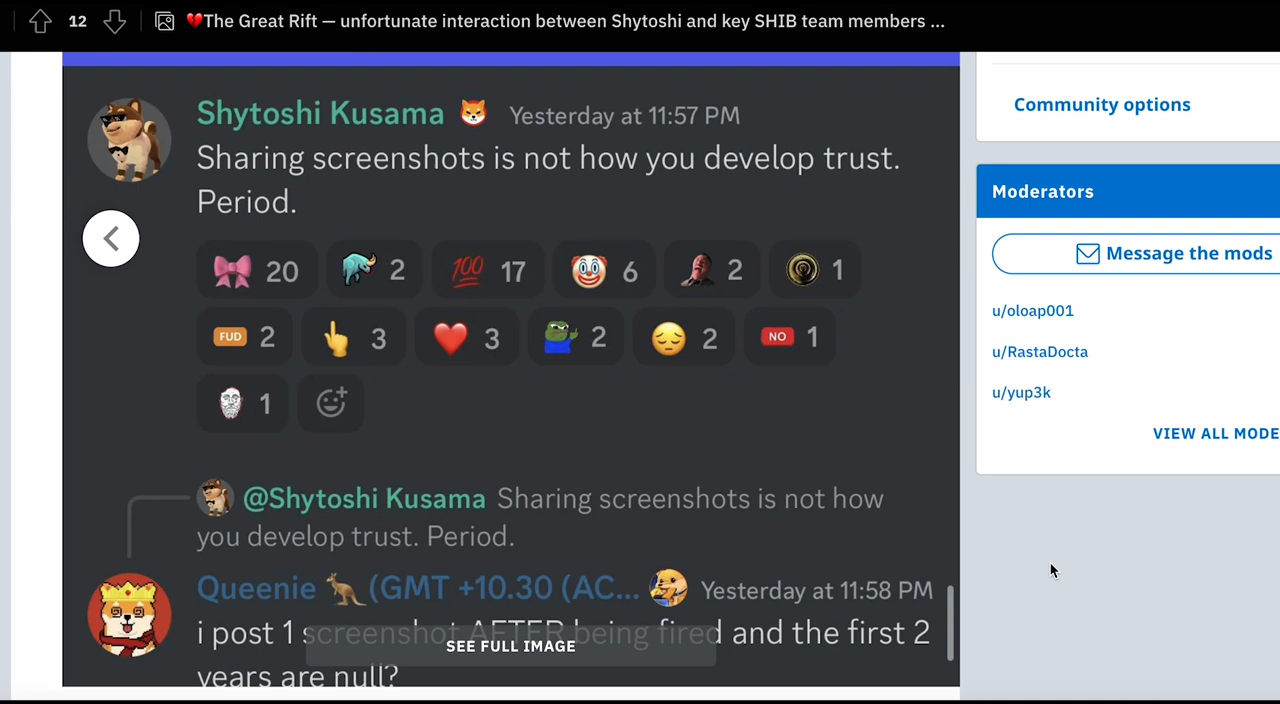 12 💔The Great Rift — unfortunate interaction between Shytoshi and key SHIB team members ...
Shytoshi Kusama Yesterday at 11:57 PM
Sharing screenshots is not how you develop trust.
Period.
20 2 100 17 6 2 1
FUD 2 3 3 2 2 NO 1
1
@Shytoshi Kusama Sharing screenshots is not how
you develop trust. Period.
Queenie 🦘 (GMT +10.30 (AC... Yesterday at 11:58 PM
i post 1 screenshot AFTER being fired and the first 2
SEE FULL IMAGE
years are null?
Community options
Moderators
Message the mods
u/oloap001
u/RastaDocta
u/yup3k
VIEW ALL MODE